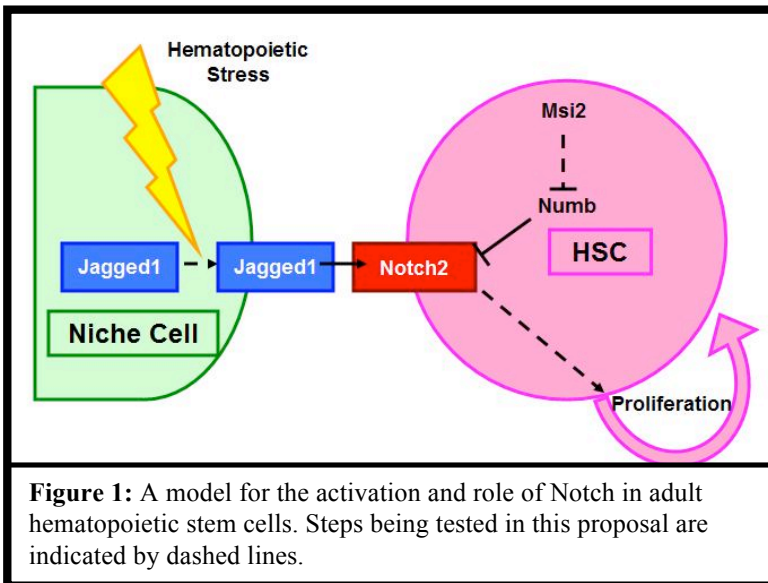 Hematopoietic
Stress
Msi2
Numb
HSC
Jagged1
Jagged1
Notch2
Niche Cell
Proliferation
Figure 1: A model for the activation and role of Notch in adult
hematopoietic stem cells. Steps being tested in this proposal are
indicated by dashed lines.